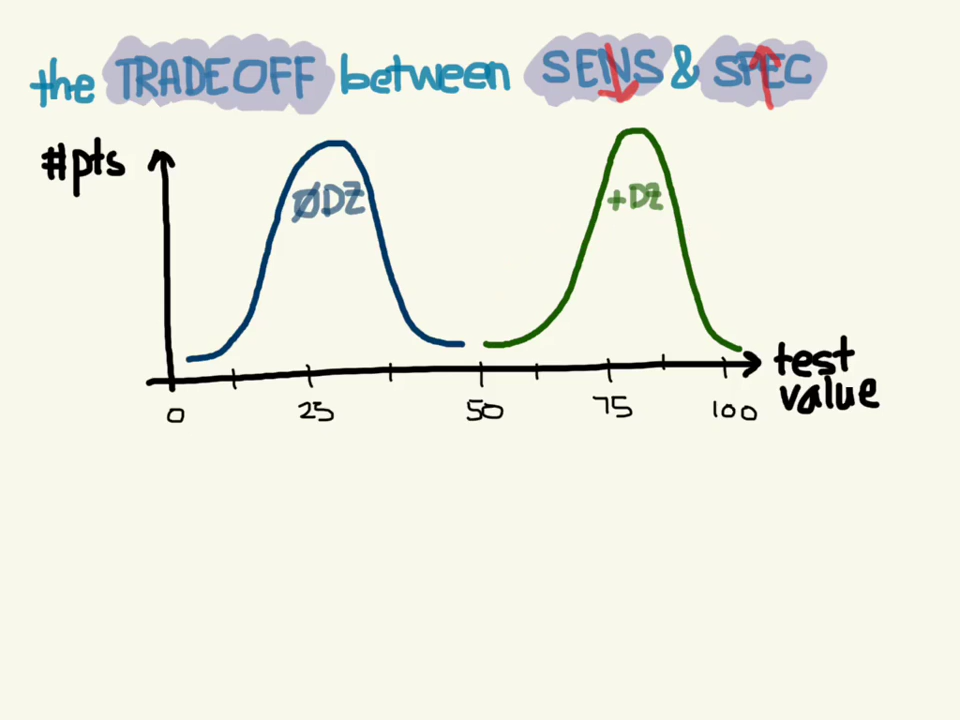 the TRADEOFF between SENS & SPEC
#pts
ØDZ
+DZ
0 25 50 75 100
test
value